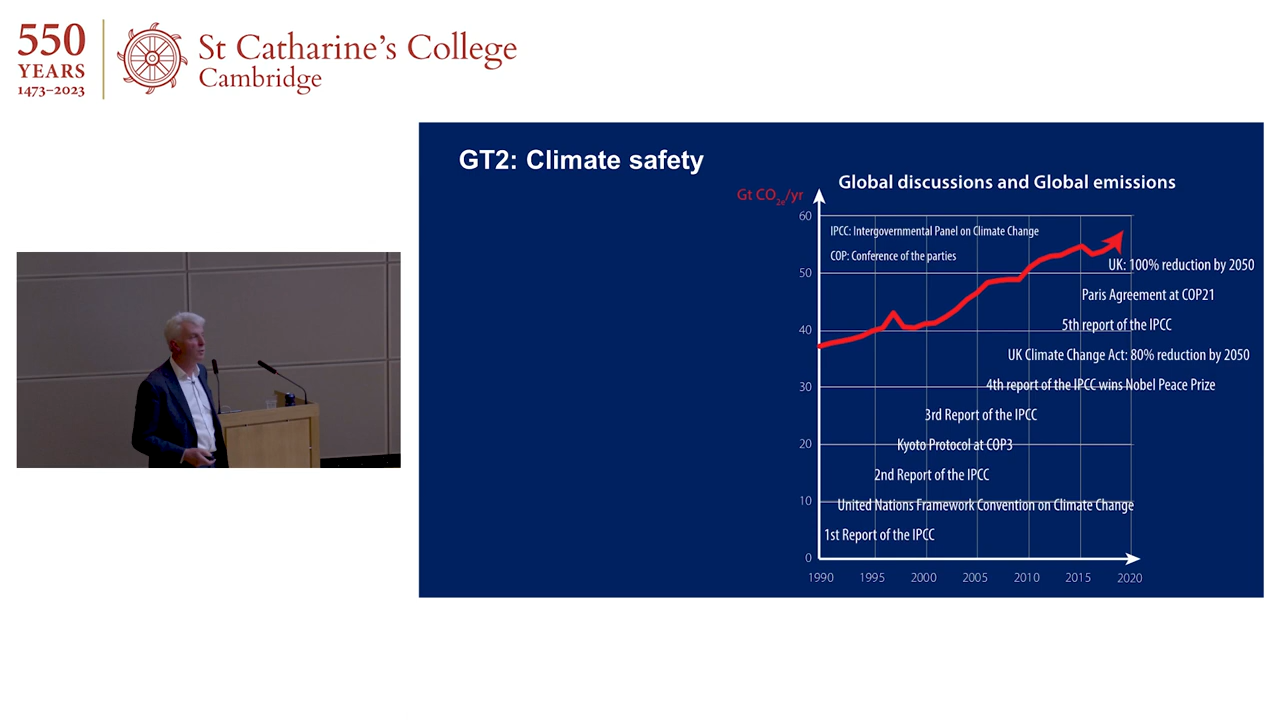 550
YEARS
1473–2023
St Catharine's College
Cambridge
GT2: Climate safety
Global discussions and Global emissions
Gt CO2e/yr
60
IPCC: Intergovernmental Panel on Climate Change
COP: Conference of the parties
UK: 100% reduction by 2050
50
Paris Agreement at COP21
5th report of the IPCC
40
UK Climate Change Act: 80% reduction by 2050
4th report of the IPCC wins Nobel Peace Prize
30
3rd Report of the IPCC
Kyoto Protocol at COP3
20
2nd Report of the IPCC
United Nations Framework Convention on Climate Change
10
1st Report of the IPCC
0
1990 1995 2000 2005 2010 2015 2020